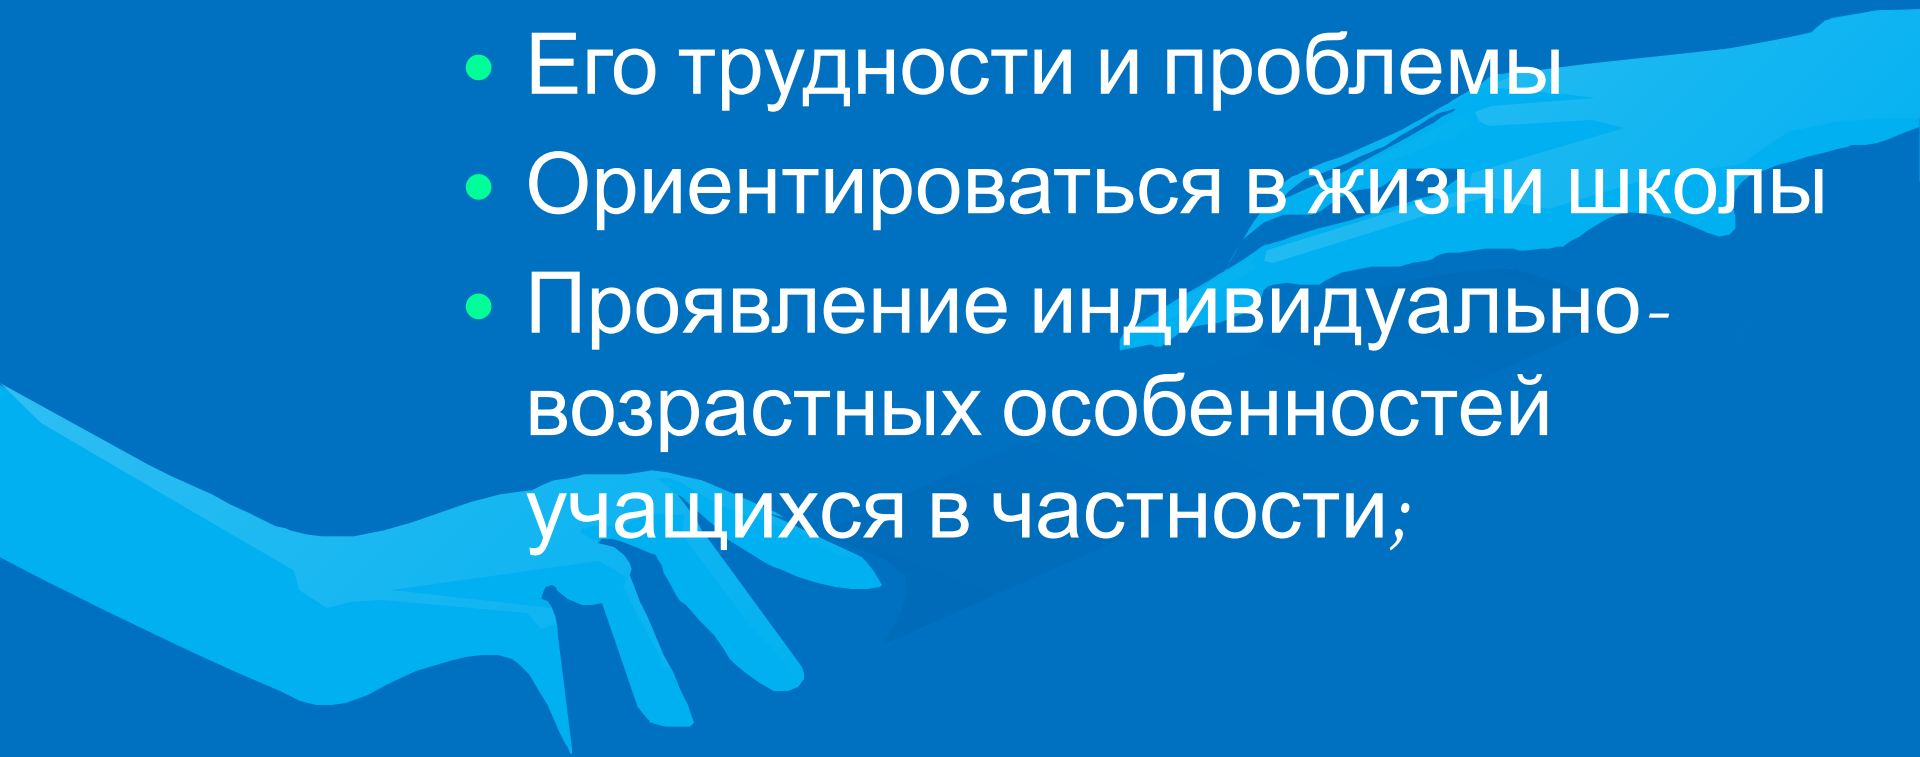 • Его трудности и проблемы
• Ориентироваться в жизни школы
• Проявление индивидуально-
возрастных особенностей
учащихся в частности;